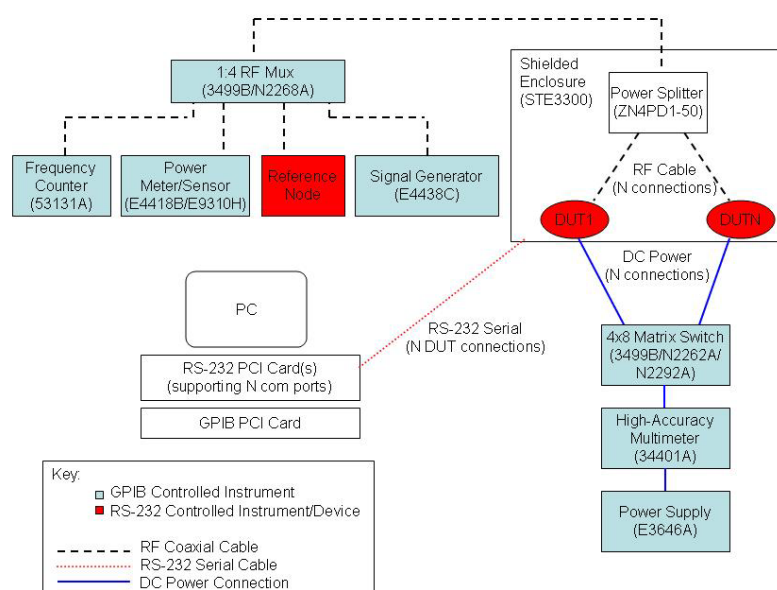 1:4 RF Mux
(3499B/N2268A)
Shielded
Enclosure
(STE3300)
Power Splitter
(ZN4PD1-50)
Frequency
Counter
(53131A)
Power
Meter/Sensor
(E4418B/E9310H)
Reference
Node
Signal Generator
(E4438C)
RF Cable
(N connections)
DUT1
DUTN
DC Power
(N connections)
PC
RS-232 Serial
(N DUT connections)
4x8 Matrix Switch
(3499B/N2262A/
N2292A)
RS-232 PCI Card(s)
(supporting N com ports)
GPIB PCI Card
High-Accuracy
Multimeter
(34401A)
Power Supply
(E3646A)
Key:
GPIB Controlled Instrument
RS-232 Controlled Instrument/Device
RF Coaxial Cable
RS-232 Serial Cable
DC Power Connection